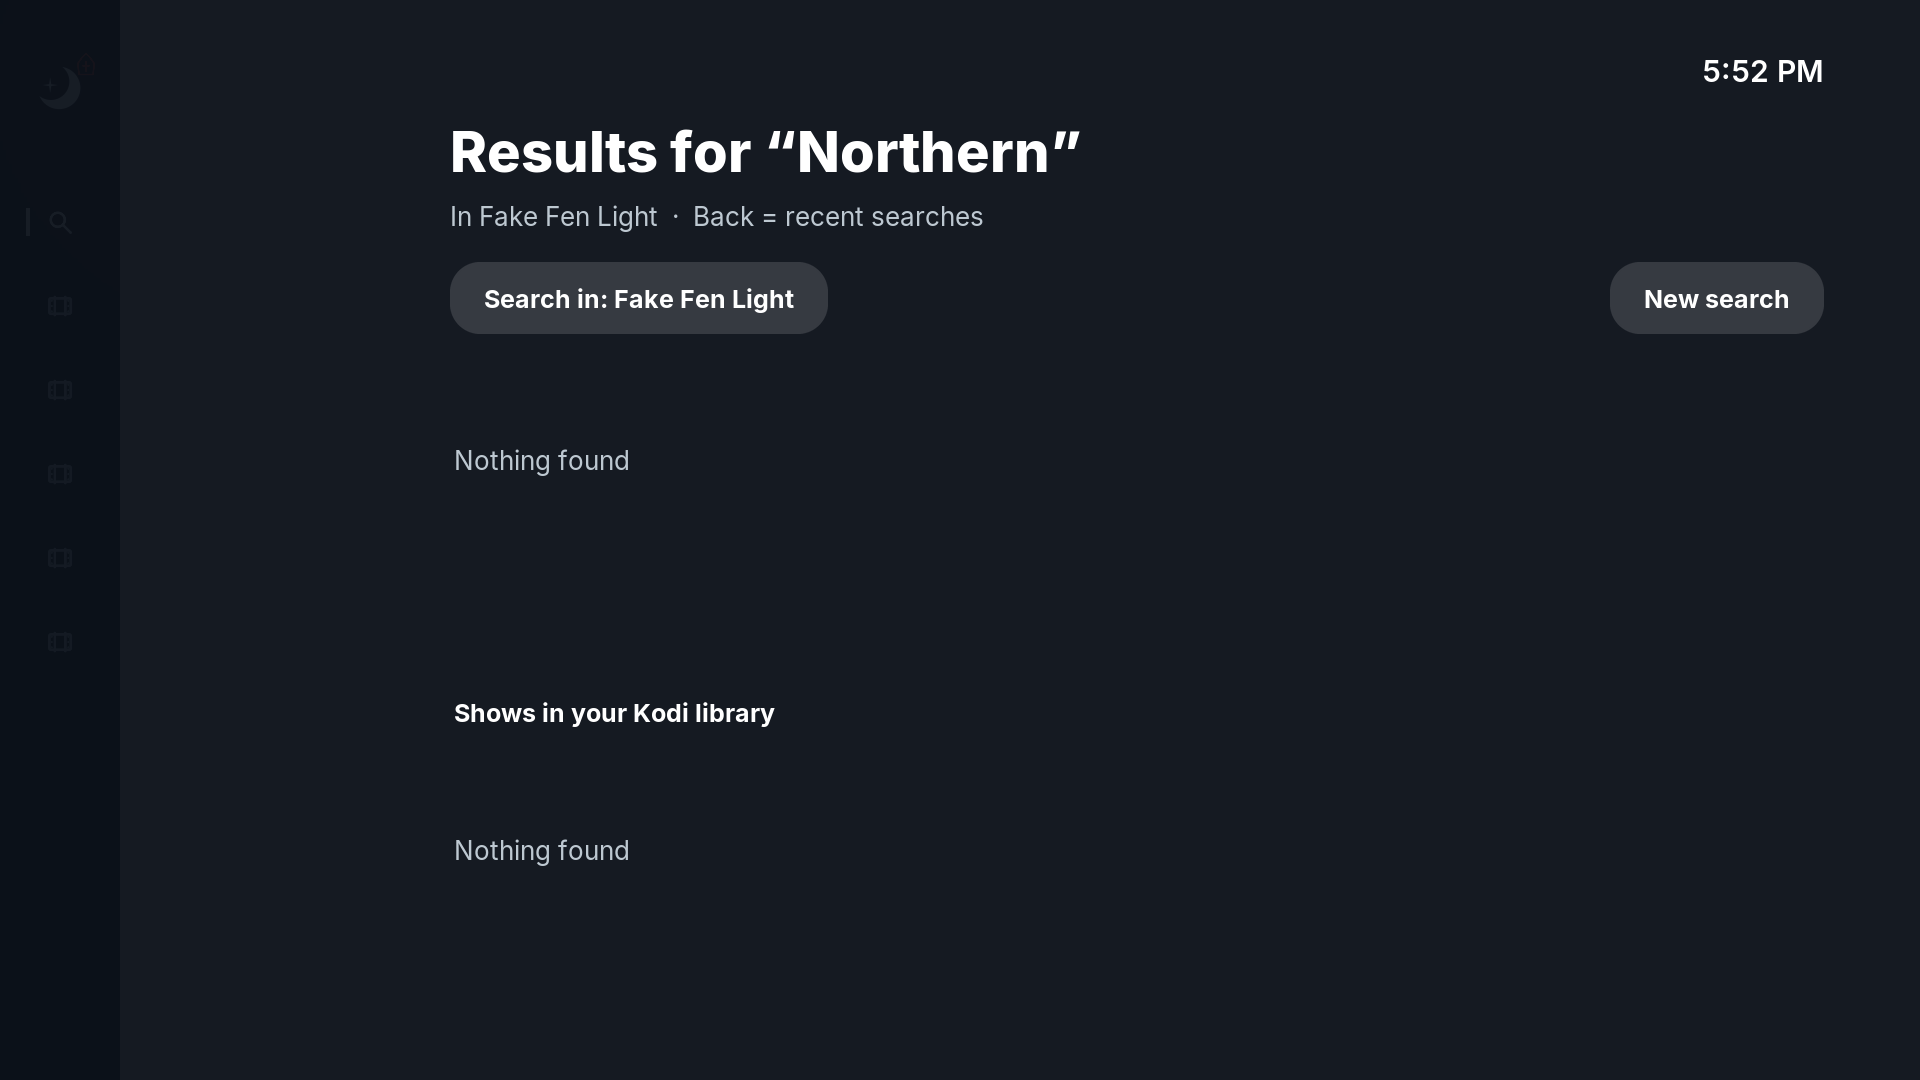 5:52 PM
Results for “Northern”
In Fake Fen Light · Back = recent searches
Search in: Fake Fen Light
New search
Nothing found
Shows in your Kodi library
Nothing found